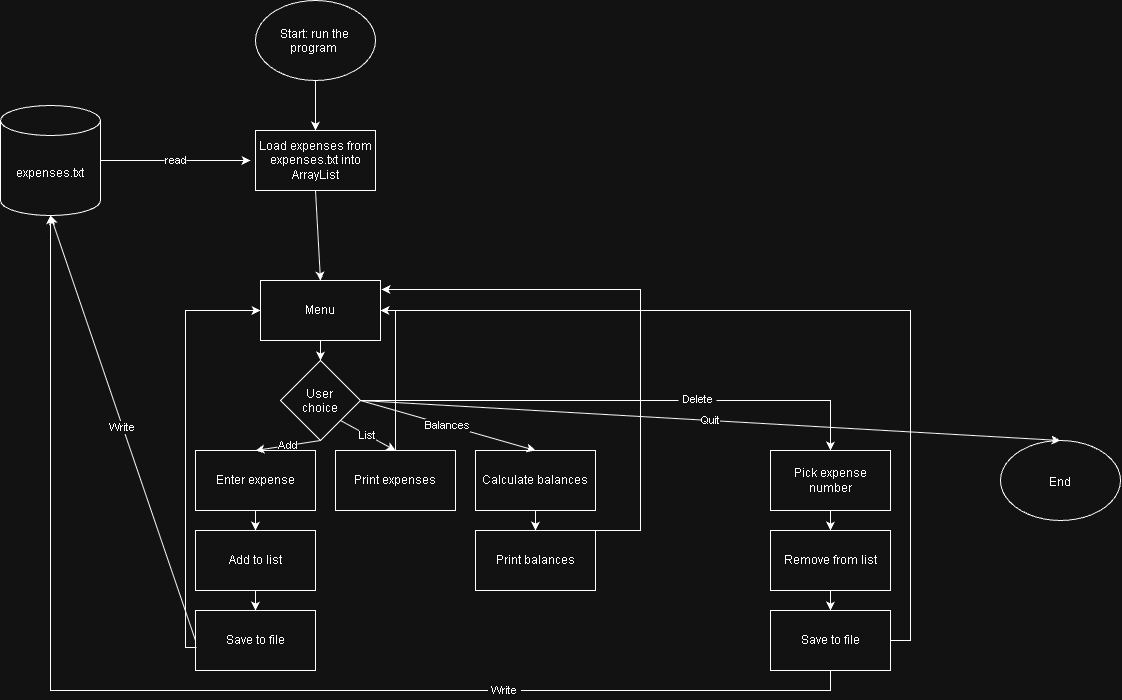 Start: run the
program
Load expenses from
expenses.txt into
ArrayList
read
expenses.txt
Menu
User
choice
Delete
Quit
Balances
List
Add
Write
Enter expense
Print expenses
Calculate balances
Pick expense
number
End
Add to list
Print balances
Remove from list
Save to file
Save to file
Write